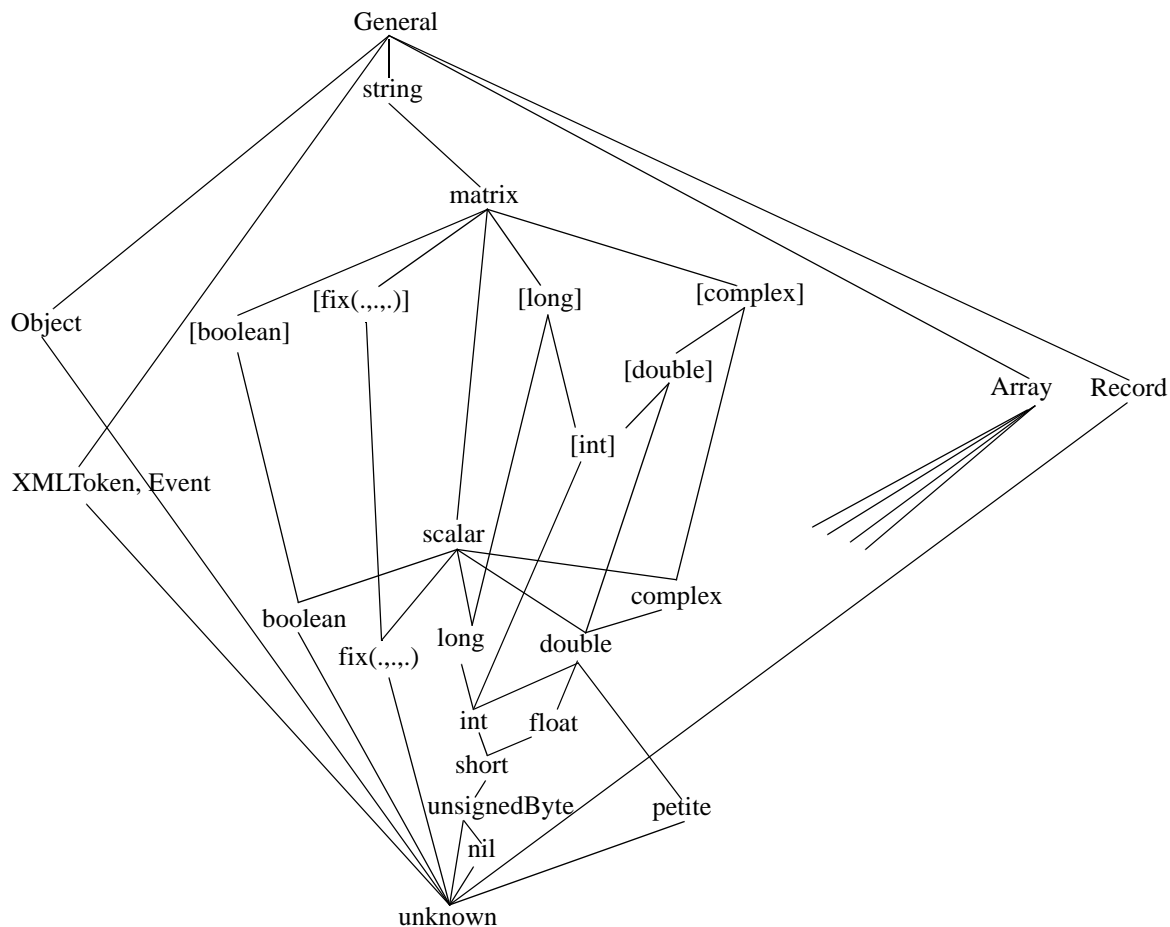 General
string
matrix
[fix(.,.,.)]
[long]
[complex]
Object
[boolean]
[double]
Array
Record
[int]
XMLToken, Event
scalar
complex
boolean
long
double
fix(.,.,.)
int
float
short
unsignedByte
petite
nil
unknown